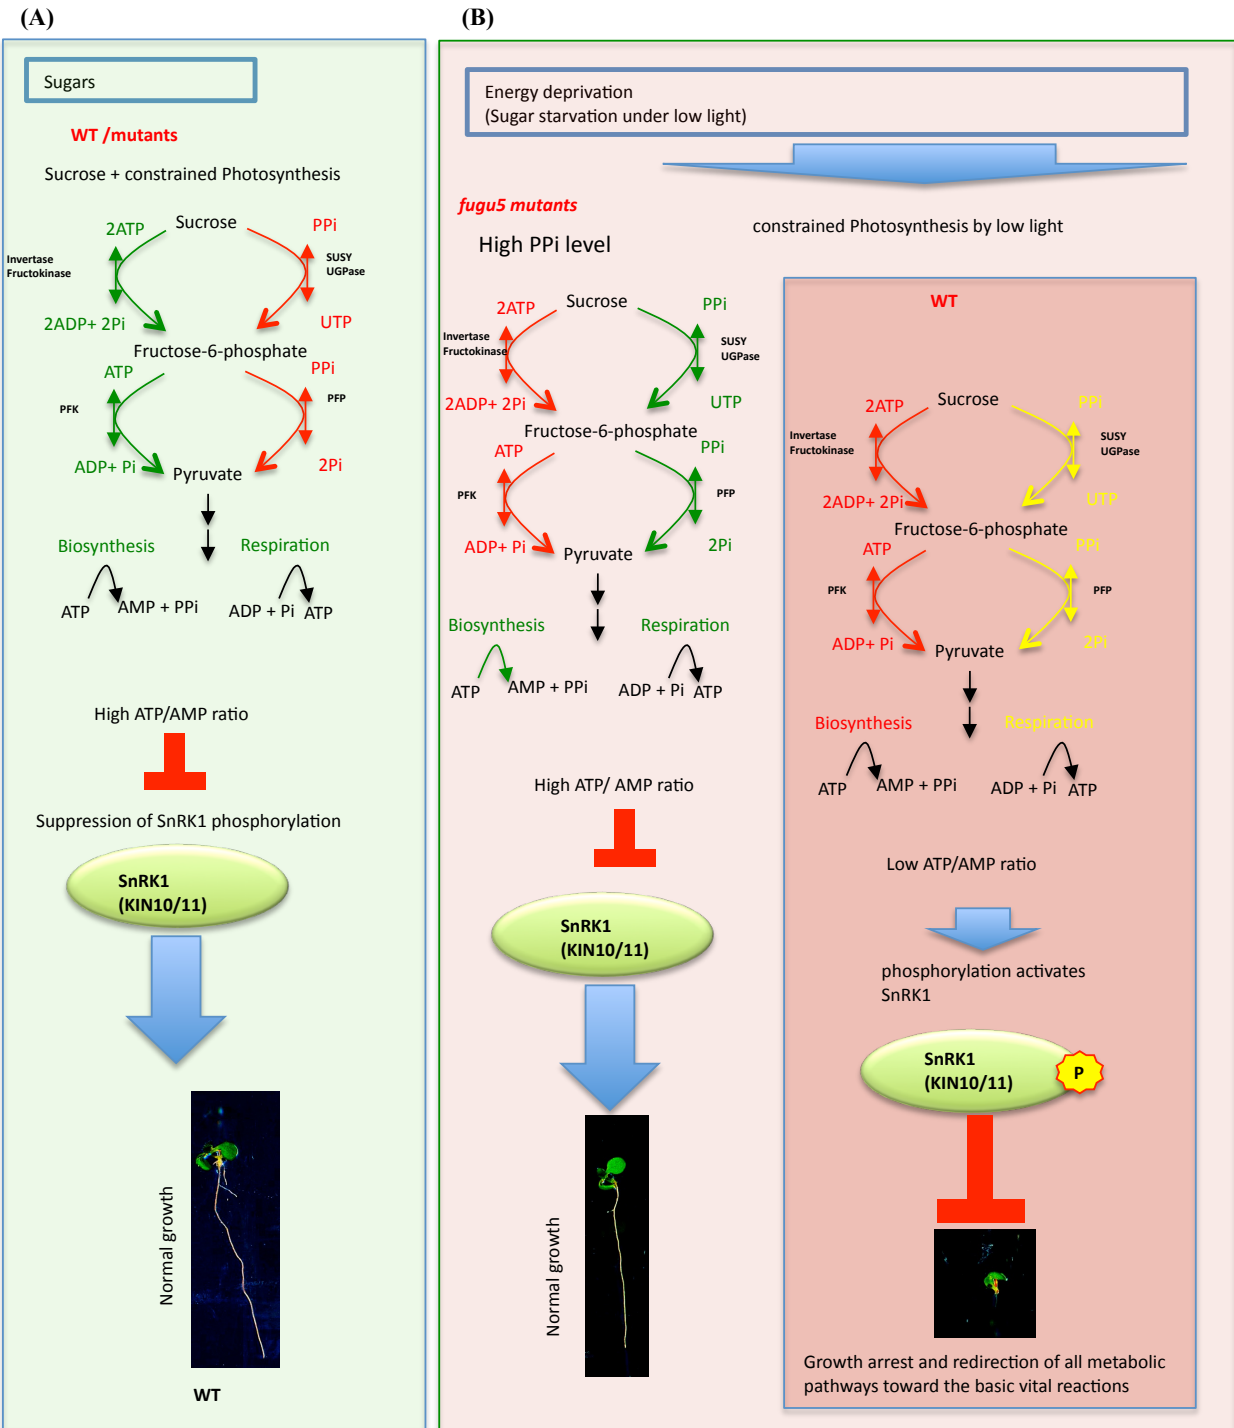 (A)
Sugars
WT /mutants
Sucrose + constrained Photosynthesis
Sucrose
2ATP
PPi
Invertase
Fructokinase
SUSY
UGPase
2ADP+ 2Pi
UTP
Fructose-6-phosphate
ATP
PPi
PFK
PFP
ADP+ Pi
2Pi
Pyruvate
Biosynthesis
Respiration
ATP
AMP + PPi
ADP + Pi
ATP
High ATP/AMP ratio
Suppression of SnRK1 phosphorylation
SnRK1
(KIN10/11)
Normal growth
WT
(B)
Energy deprivation
(Sugar starvation under low light)
fugu5 mutants
High PPi level
constrained Photosynthesis by low light
Sucrose
2ATP
PPi
Invertase
Fructokinase
SUSY
UGPase
2ADP+ 2Pi
UTP
Fructose-6-phosphate
ATP
PPi
PFK
PFP
ADP+ Pi
2Pi
Pyruvate
Biosynthesis
Respiration
ATP
AMP + PPi
ADP + Pi
ATP
High ATP/ AMP ratio
SnRK1
(KIN10/11)
Normal growth
WT
Sucrose
2ATP
PPi
Invertase
Fructokinase
SUSY
UGPase
2ADP+ 2Pi
UTP
Fructose-6-phosphate
ATP
PPi
PFK
PFP
ADP+ Pi
2Pi
Pyruvate
Biosynthesis
Respiration
ATP
AMP + PPi
ADP + Pi
ATP
Low ATP/AMP ratio
phosphorylation activates
SnRK1
SnRK1
(KIN10/11)
P
Growth arrest and redirection of all metabolic
pathways toward the basic vital reactions